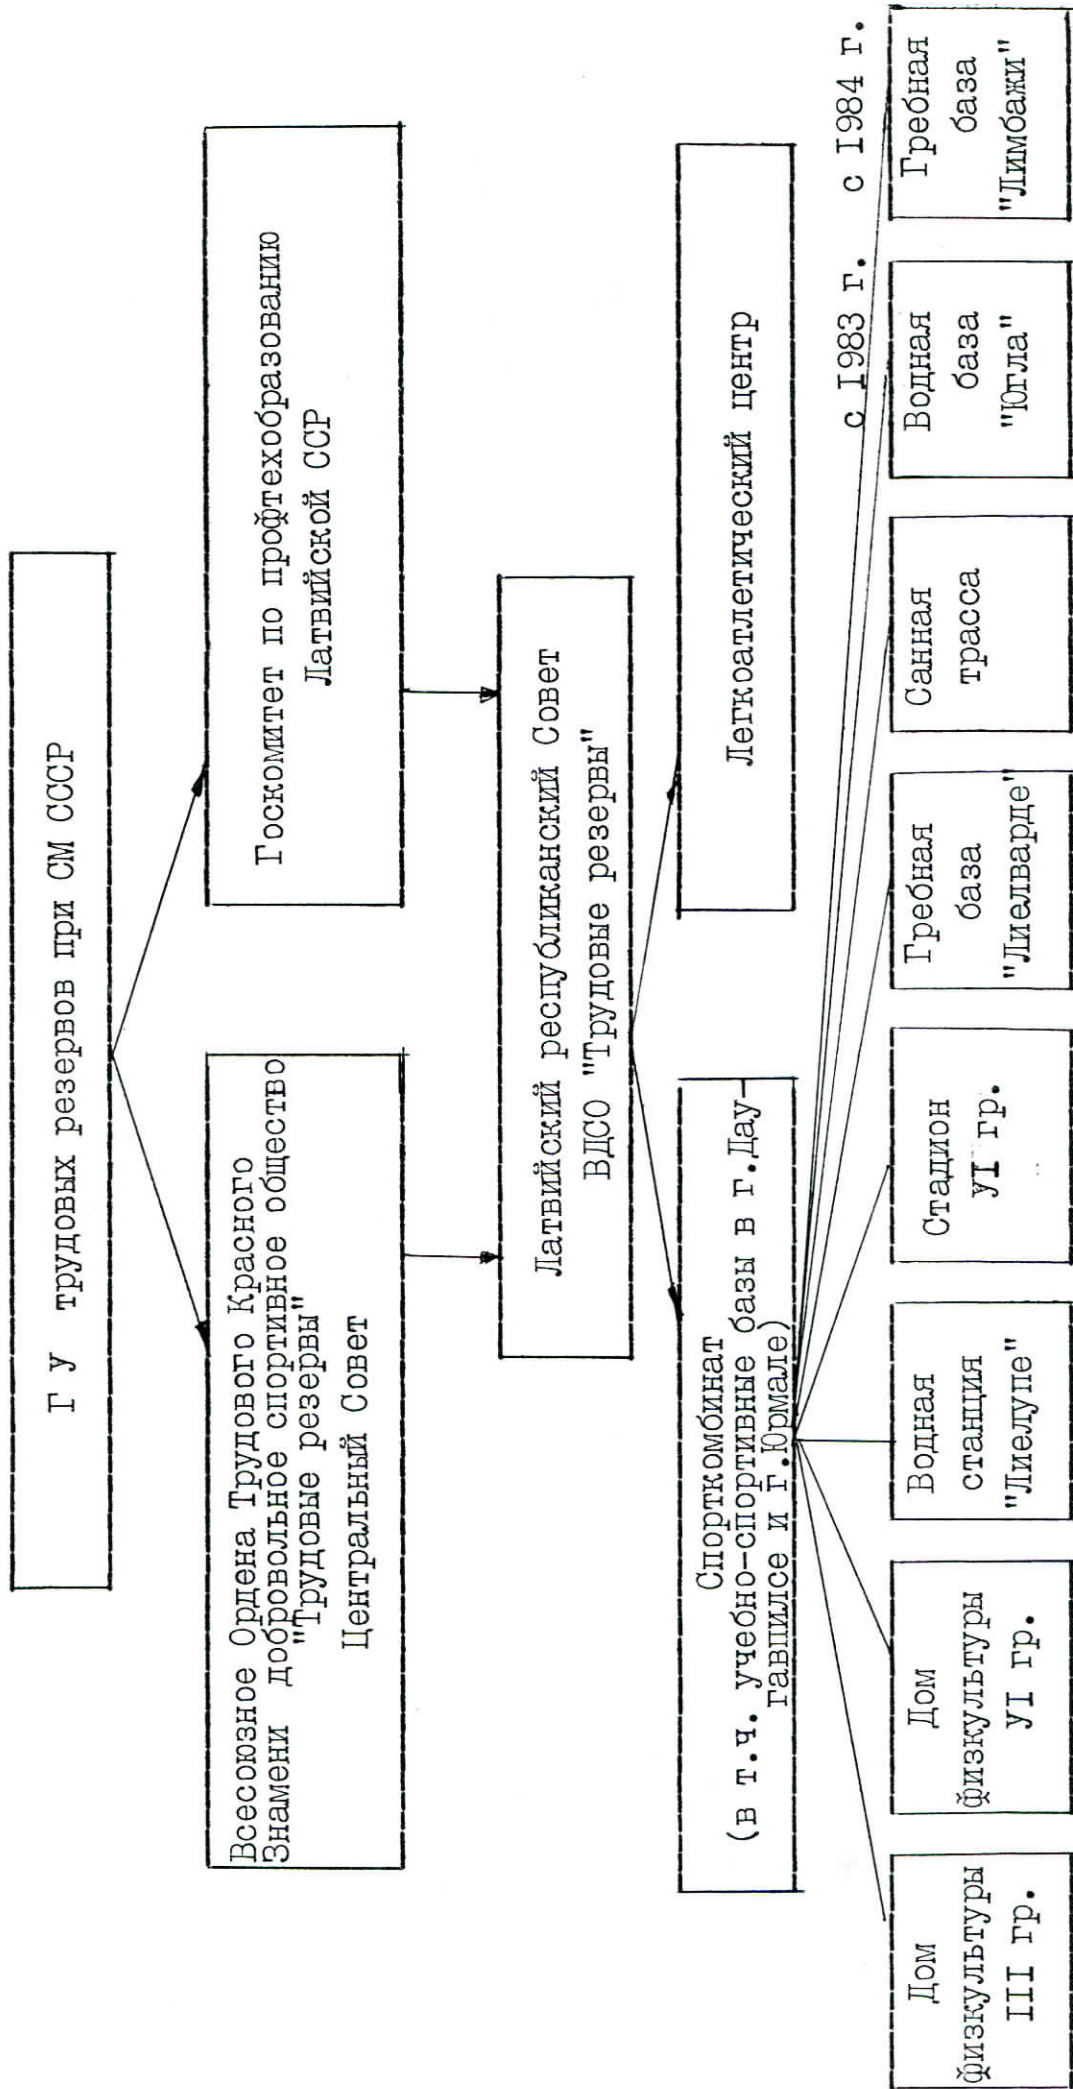 Г У трудовых резервов при СМ СССР
Всесоюзное Ордена Трудового Красного
Знамени добровольное спортивное общество
"Трудовые резервы"
Центральный Совет
Госкомитет по профтехобразованию
Латвийской ССР
Латвийский республиканский Совет
ВДСО "Трудовые резервы"
Спорткомбинат
(в т.ч. учебно-спортивные базы в г.Дау-
гавпилсе и г.Юрмале)
Легкоатлетический центр
с I983 г.
с I984 г.
Дом
физкультуры
III гр.
Дом
физкультуры
УI гр.
Водная
станция
"Лиелупе"
Стадион
УI гр.
Гребная
база
"Лиелварде"
Санная
трасса
Водная
база
"Югла"
Гребная
база
"Лимбажи"